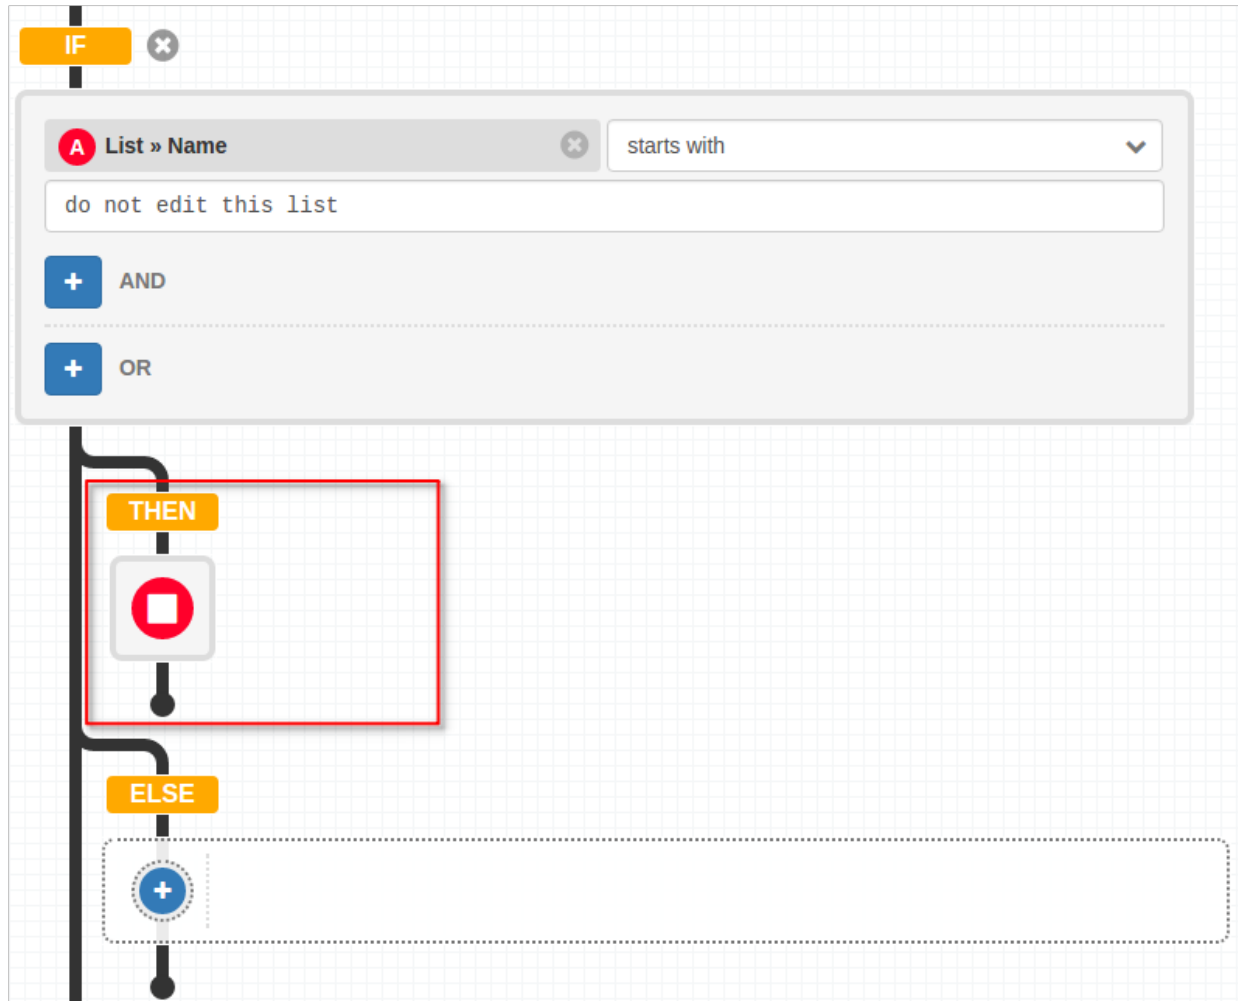 IF
A List » Name
starts with
do not edit this list
AND
OR
THEN
ELSE